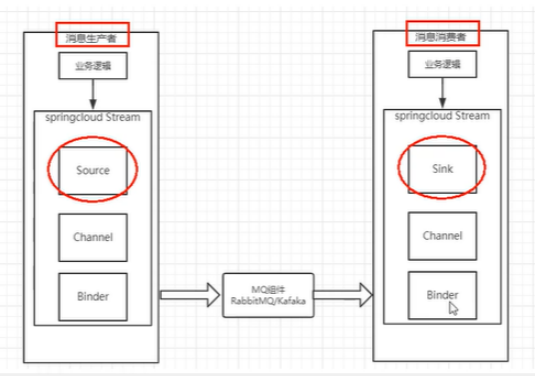 消息生产者
业务逻辑
springcloud Stream
Source
Channel
Binder
MQ组件
RabbitMQ/Kafaka
消息消费者
业务逻辑
springcloud Stream
Sink
Channel
Binder